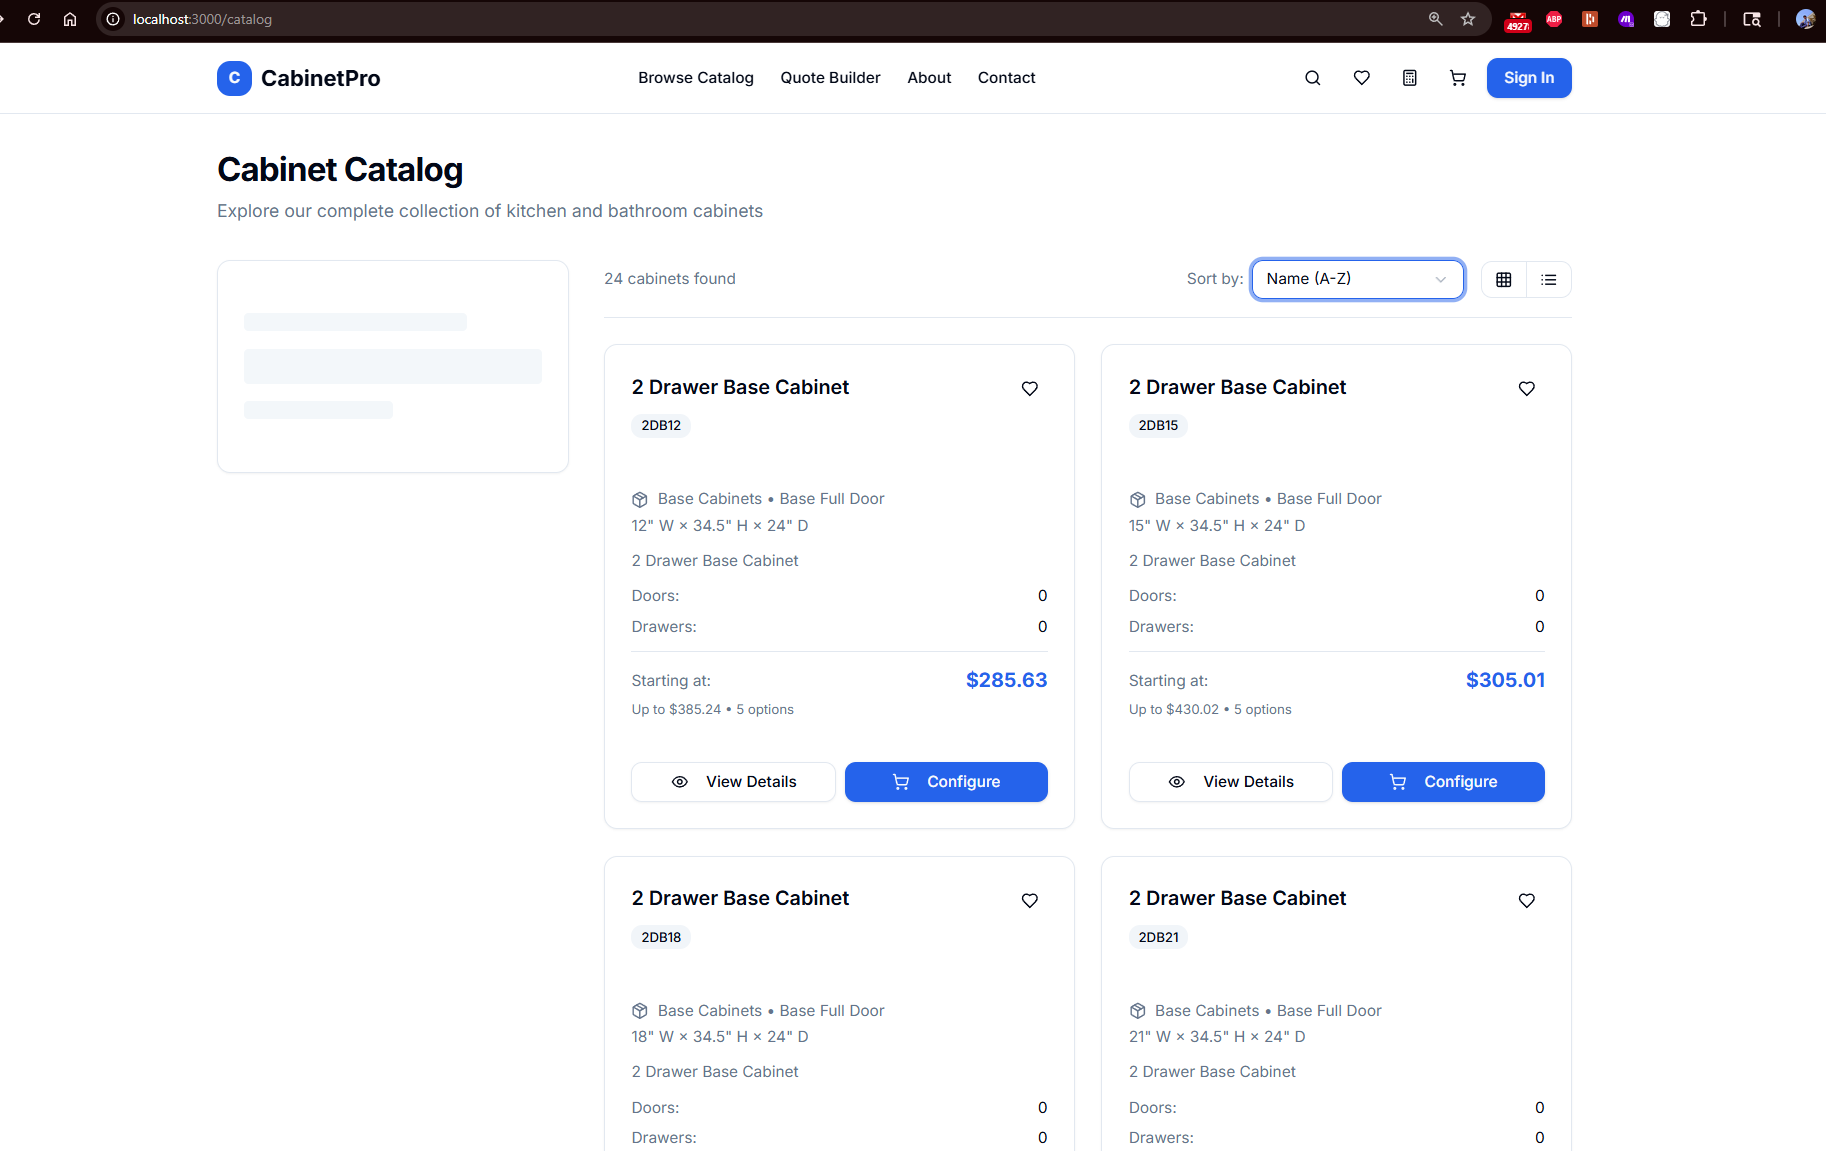 localhost:3000/catalog
4927
ABP
C CabinetPro
Browse Catalog Quote Builder About Contact
Sign In
Cabinet Catalog
Explore our complete collection of kitchen and bathroom cabinets
24 cabinets found
Sort by: Name (A-Z)
2 Drawer Base Cabinet
2DB12
Base Cabinets • Base Full Door
12" W × 34.5" H × 24" D
2 Drawer Base Cabinet
Doors: 0
Drawers: 0
Starting at: $285.63
Up to $385.24 • 5 options
View Details Configure
2 Drawer Base Cabinet
2DB15
Base Cabinets • Base Full Door
15" W × 34.5" H × 24" D
2 Drawer Base Cabinet
Doors: 0
Drawers: 0
Starting at: $305.01
Up to $430.02 • 5 options
View Details Configure
2 Drawer Base Cabinet
2DB18
Base Cabinets • Base Full Door
18" W × 34.5" H × 24" D
2 Drawer Base Cabinet
Doors: 0
Drawers: 0
2 Drawer Base Cabinet
2DB21
Base Cabinets • Base Full Door
21" W × 34.5" H × 24" D
2 Drawer Base Cabinet
Doors: 0
Drawers: 0